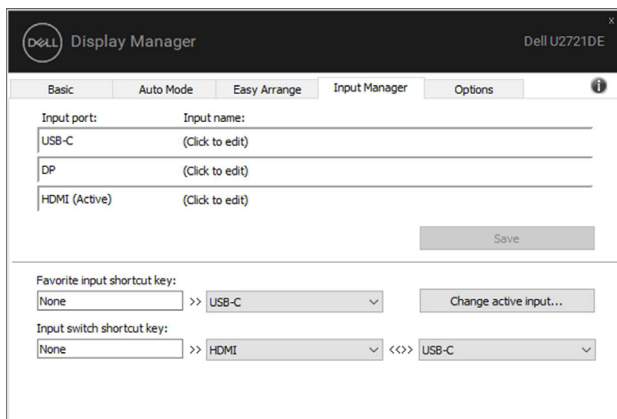 DELL Display Manager Dell U2721DE
x
Basic Auto Mode Easy Arrange Input Manager Options i
Input port: Input name:
USB-C (Click to edit)
DP (Click to edit)
HDMI (Active) (Click to edit)
Save
Favorite input shortcut key:
None >> USB-C Change active input...
Input switch shortcut key:
None >> HDMI <<>> USB-C